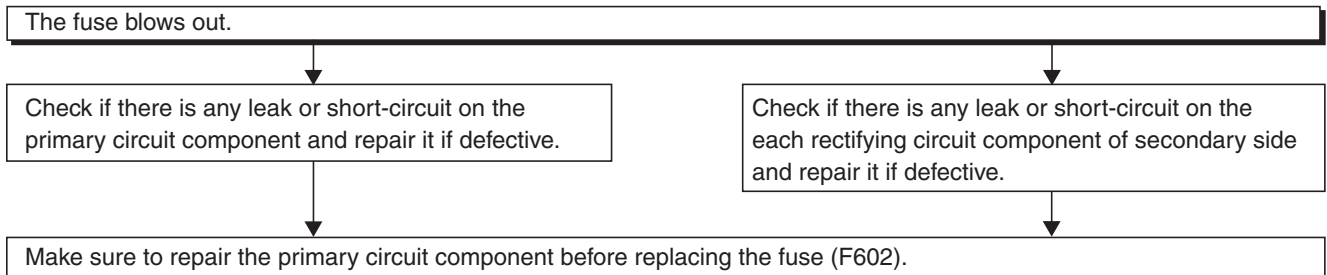 The fuse blows out.
Check if there is any leak or short-circuit on the
primary circuit component and repair it if defective.
Check if there is any leak or short-circuit on the
each rectifying circuit component of secondary side
and repair it if defective.
Make sure to repair the primary circuit component before replacing the fuse (F602).